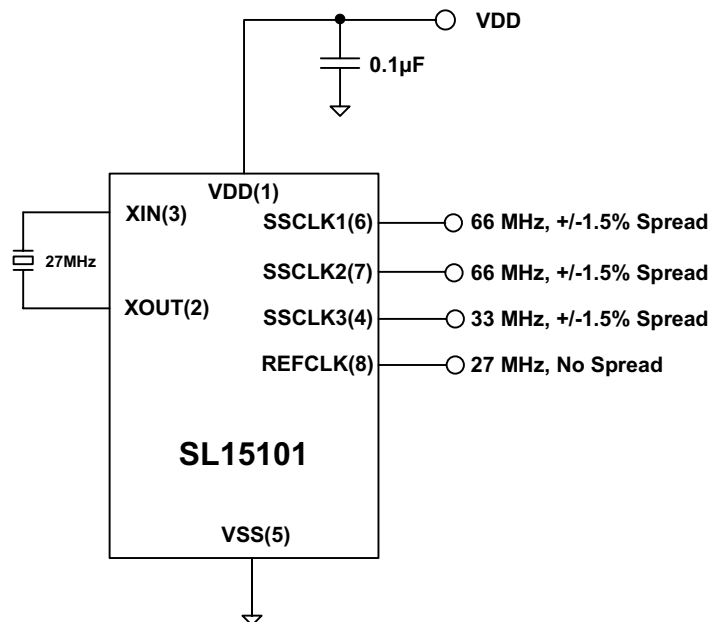 VDD
0.1µF
VDD(1)
XIN(3)
SSCLK1(6)
66 MHz, +/-1.5% Spread
27MHz
SSCLK2(7)
66 MHz, +/-1.5% Spread
XOUT(2)
SSCLK3(4)
33 MHz, +/-1.5% Spread
REFCLK(8)
27 MHz, No Spread
SL15101
VSS(5)